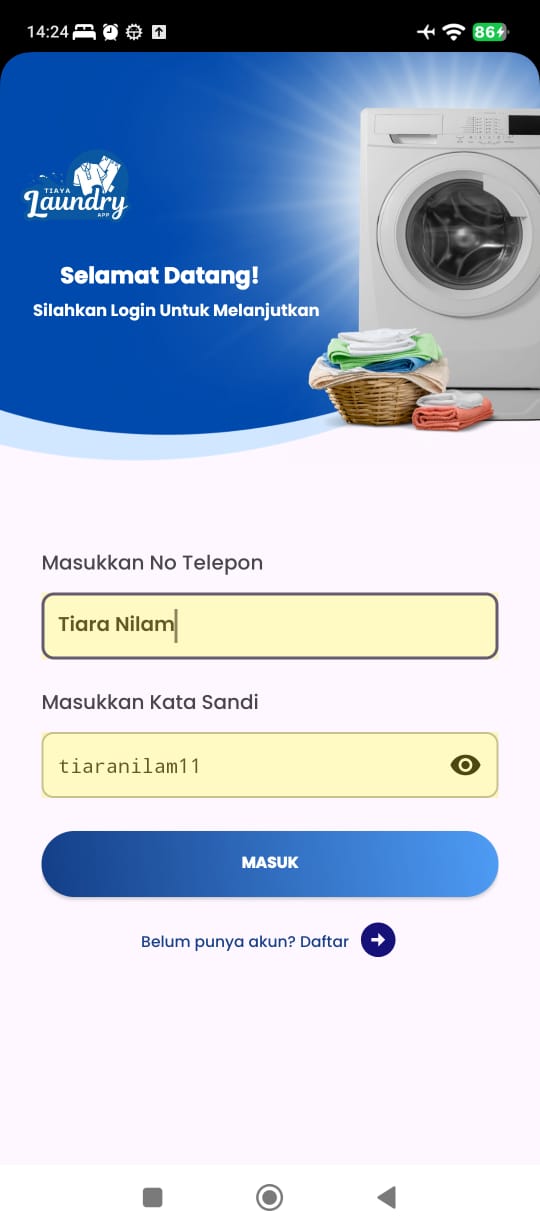 14:24
86
TIAYA
Laundry
APP
Selamat Datang!
Silahkan Login Untuk Melanjutkan
Masukkan No Telepon
Tiara Nilam
Masukkan Kata Sandi
tiaranilam11
MASUK
Belum punya akun? Daftar